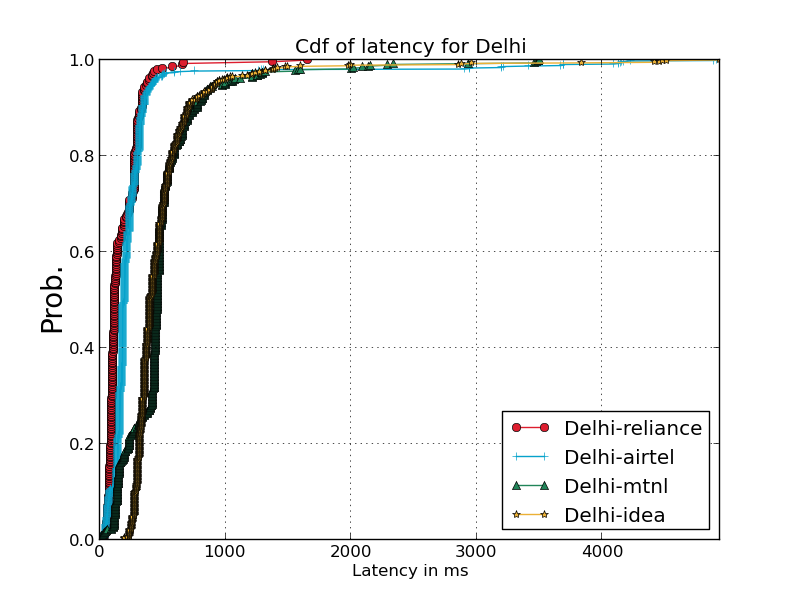 Cdf of latency for Delhi
1.0
0.8
0.6
0.4
0.2
0.0
Prob.
0 1000 2000 3000 4000
Latency in ms
Delhi-reliance
Delhi-airtel
Delhi-mtnl
Delhi-idea